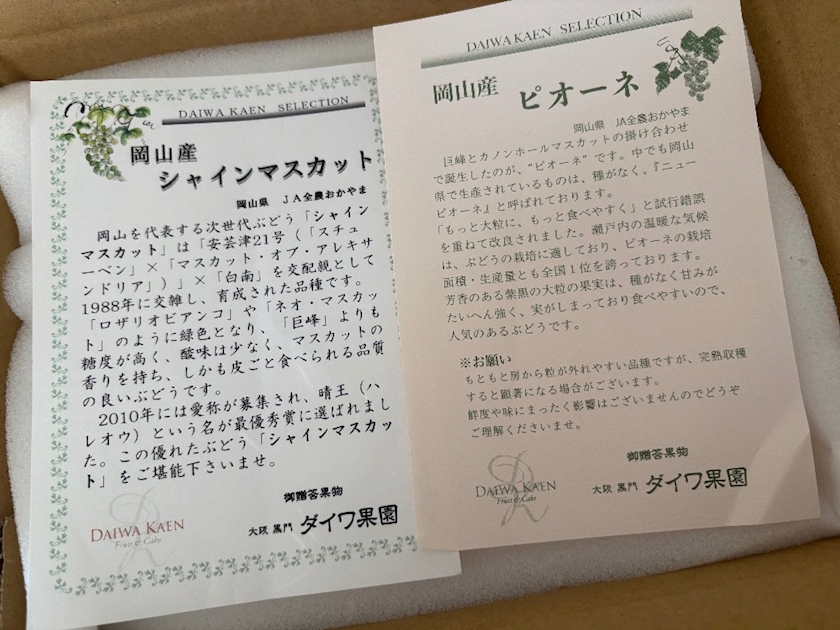 DAIWA KAEN SELECTION
岡山産
シャインマスカット
岡山県 JA全農おかやま
岡山を代表する次世代ぶどう「シャイン
マスカット」は「安芸津21号（「スチュ
ーベン」×「マスカット・オブ・アレキサ
ンドリア」）」×「白南」を交配親として
1988年に交雑し、育成された品種です。
「ロザリオビアンコ」や「ネオ・マスカッ
ト」のように緑色となり、「巨峰」よりも
糖度が高く、酸味は少なく、マスカットの
香りを持ち、しかも皮ごと食べられる品質
の良いぶどうです。
2010年には愛称が募集され、晴王（ハ
レオウ）という名が最優秀賞に選ばれまし
た。この優れたぶどう「シャインマスカッ
ト」をご堪能下さいませ。
御贈答果物
DAIWA KAEN
Fruit & Cake
大阪 黒門 ダイワ果園
DAIWA KAEN SELECTION
岡山産 ピオーネ
岡山県 JA全農おかやま
巨峰とカノンホールマスカットの掛け合わせ
で誕生したのが、“ピオーネ”です。中でも岡山
県で生産されているものは、種がなく、『ニュー
ピオーネ』と呼ばれております。
「もっと大粒に、もっと食べやすく」と試行錯誤
を重ねて改良されました。瀬戸内の温暖な気候
は、ぶどうの栽培に適しており、ピオーネの栽培
面積・生産量とも全国1位を誇っております。
芳香のある紫黒の大粒の果実は、種がなく甘みが
たいへん強く、実がしまっており食べやすいので、
人気のあるぶどうです。
※お願い
もともと房から粒が外れやすい品種ですが、完熟収穫
すると顕著になる場合がございます。
鮮度や味にまったく影響はございませんのでどうぞ
ご理解くださいませ。
御贈答果物
DAIWA KAEN
Fruit & Cake
大阪 黒門 ダイワ果園